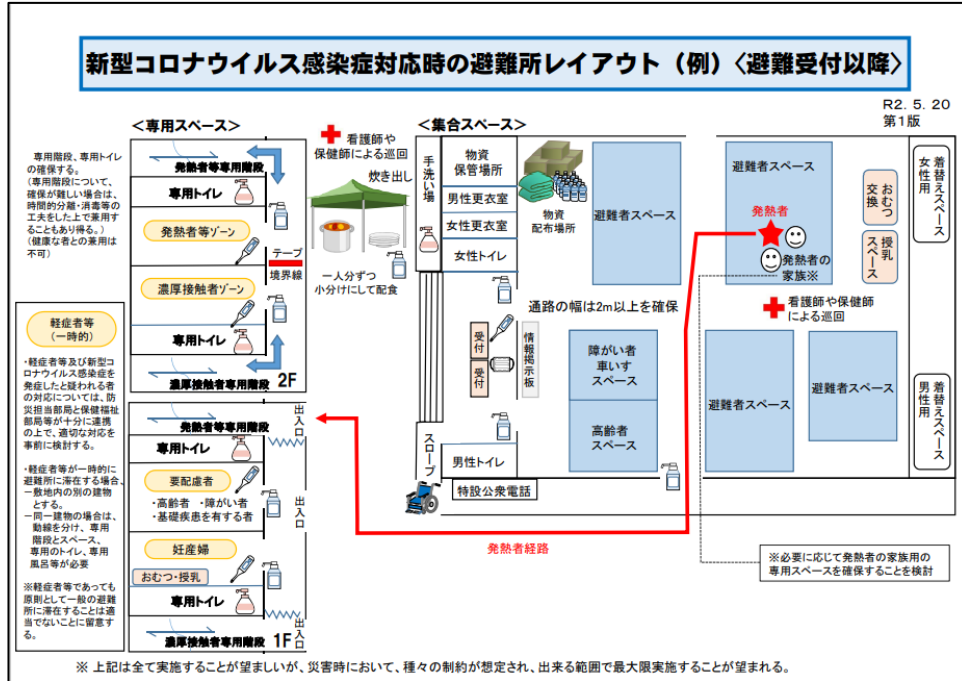 新型コロナウイルス感染症対応時の避難所レイアウト（例）〈避難受付以降〉
R2. 5. 20
第1版
＜専用スペース＞
専用階段、専用トイレ
の確保する。
（専用階段について、
確保が難しい場合は、
時間的分離・消毒等の
工夫をした上で兼用す
ることもあり得る。）
（健康な者との兼用は
不可）
発熱者等専用階段
専用トイレ
発熱者等ゾーン
テープ
境界線
濃厚接触者ゾーン
専用トイレ
濃厚接触者専用階段
2F
看護師や
保健師による巡回
炊き出し
一人分ずつ
小分けにして配食
軽症者等
（一時的）
・軽症者等及び新型コ
ロナウイルス感染症を
発症したと疑われる者
の対応については、防
災担当部局と保健福祉
部局等が十分に連携
の上で、適切な対応を
事前に検討する。
・軽症者等が一時的に
避難所に滞在する場合、
－敷地内の別の建物
とする。
－同一建物の場合は、
動線を分け、専用
階段とスペース、
専用のトイレ、専用
風呂等が必要
※軽症者等であっても
原則として一般の避難
所に滞在することは適
当でないことに留意す
る。
発熱者等専用階段
出入口
専用トイレ
要配慮者
・高齢者　・障がい者
・基礎疾患を有する者
出入口
妊産婦
おむつ・授乳
専用トイレ
出入口
濃厚接触者専用階段
1F
＜集合スペース＞
手洗い場
物資
保管場所
男性更衣室
女性更衣室
女性トイレ
物資
配布場所
避難者スペース
避難者スペース
発熱者
発熱者の
家族※
おむつ
交換
授乳
スペース
着替えスペース
女性用
通路の幅は2m以上を確保
看護師や保健師
による巡回
受付
受付
情報掲示板
障がい者
車いす
スペース
高齢者
スペース
避難者スペース
避難者スペース
着替えスペース
男性用
スロープ
男性トイレ
特設公衆電話
発熱者経路
※必要に応じて発熱者の家族用の
専用スペースを確保することを検討
※ 上記は全て実施することが望ましいが、災害時において、種々の制約が想定され、出来る範囲で最大限実施することが望まれる。